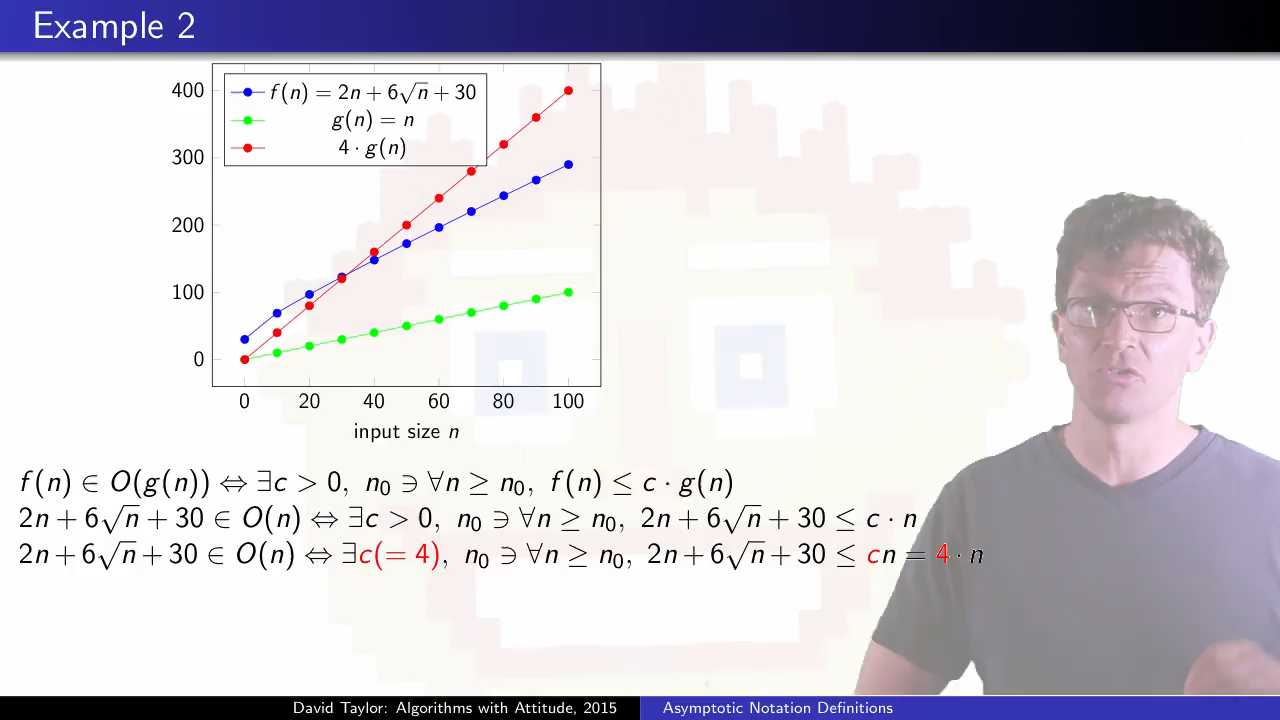 Example 2
f(n) = 2n + 6√n + 30
g(n) = n
4 · g(n)
400
300
200
100
0
0 20 40 60 80 100
input size n
f(n) ∈ O(g(n)) ⇔ ∃c > 0, n₀ ∋ ∀n ≥ n₀, f(n) ≤ c · g(n)
2n + 6√n + 30 ∈ O(n) ⇔ ∃c > 0, n₀ ∋ ∀n ≥ n₀, 2n + 6√n + 30 ≤ c · n
2n + 6√n + 30 ∈ O(n) ⇔ ∃c(= 4), n₀ ∋ ∀n ≥ n₀, 2n + 6√n + 30 ≤ cn = 4 · n
David Taylor: Algorithms with Attitude, 2015 Asymptotic Notation Definitions